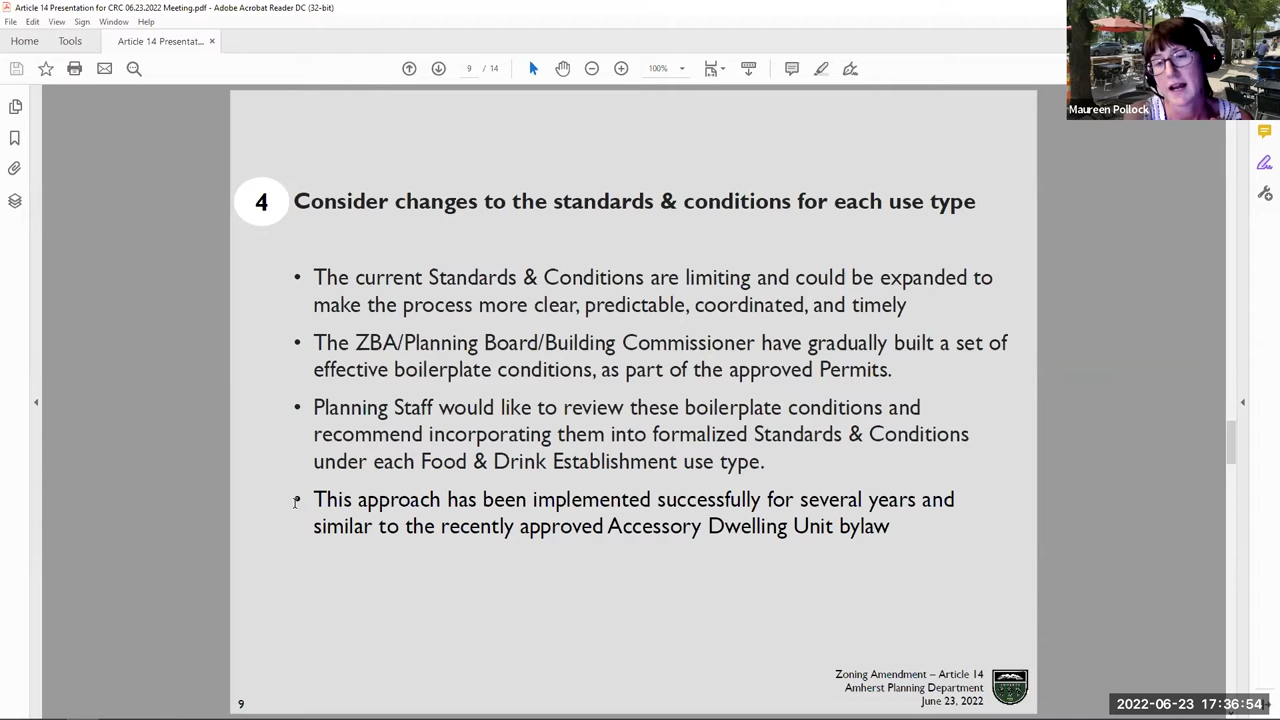 Article 14 Presentation for CRC 06.23.2022 Meeting.pdf - Adobe Acrobat Reader DC (32-bit)
File Edit View Sign Window Help
Home Tools Article 14 Presentat... ×
9 / 14 100%
Maureen Pollock
4 Consider changes to the standards & conditions for each use type
• The current Standards & Conditions are limiting and could be expanded to
make the process more clear, predictable, coordinated, and timely
• The ZBA/Planning Board/Building Commissioner have gradually built a set of
effective boilerplate conditions, as part of the approved Permits.
• Planning Staff would like to review these boilerplate conditions and
recommend incorporating them into formalized Standards & Conditions
under each Food & Drink Establishment use type.
• This approach has been implemented successfully for several years and
similar to the recently approved Accessory Dwelling Unit bylaw
Zoning Amendment – Article 14
Amherst Planning Department
June 23, 2022
9
2022-06-23 17:36:54